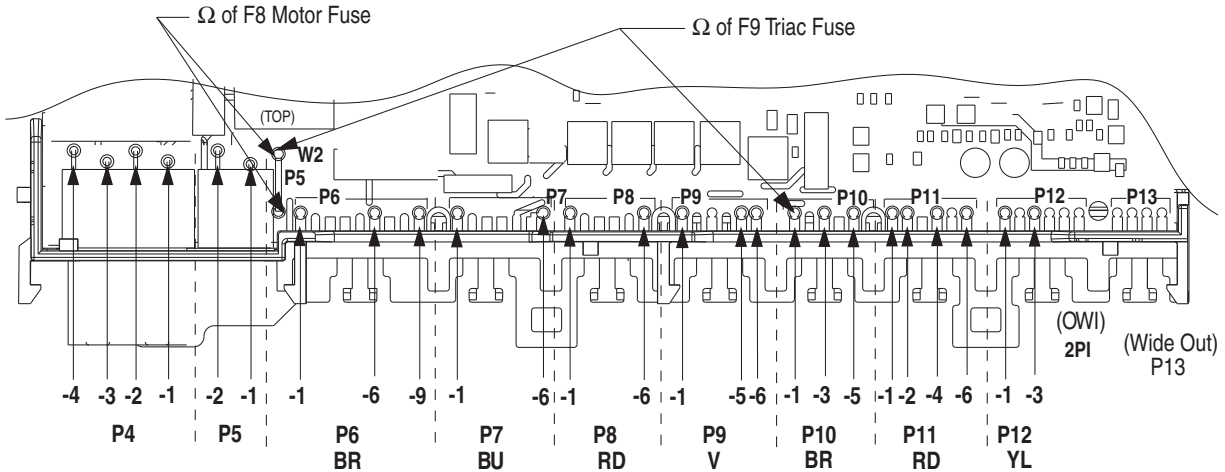 Ω of F8 Motor Fuse
Ω of F9 Triac Fuse
(TOP)
W2
P5
P6
P7
P8
P9
P10
P11
P12
P13
(OWI)
2PI
(Wide Out)
P13
-4 -3 -2 -1 -2 -1 -1 -6 -9 -1 -6 -1 -6 -1 -5 -6 -1 -3 -5 -1 -2 -4 -6 -1 -3
P4 P5 P6 P7 P8 P9 P10 P11 P12
BR BU RD V BR RD YL